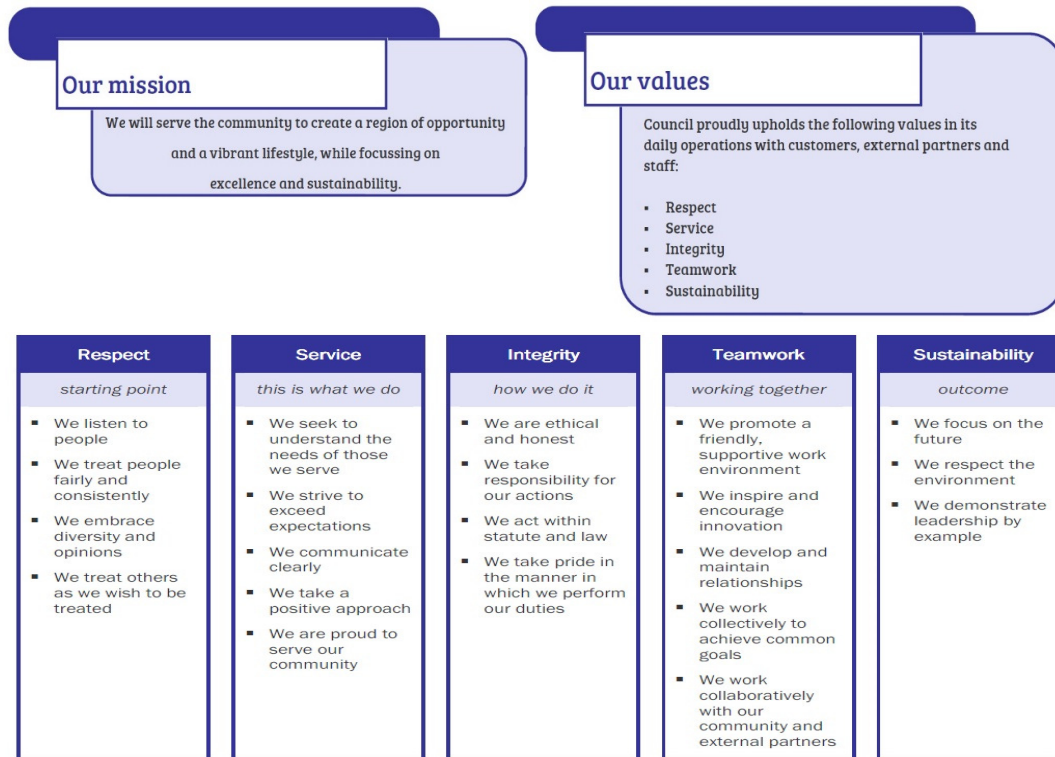 Our mission
We will serve the community to create a region of opportunity
and a vibrant lifestyle, while focussing on
excellence and sustainability.
Our values
Council proudly upholds the following values in its
daily operations with customers, external partners and
staff:
▪ Respect
▪ Service
▪ Integrity
▪ Teamwork
▪ Sustainability
Respect
starting point
▪ We listen to
people
▪ We treat people
fairly and
consistently
▪ We embrace
diversity and
opinions
▪ We treat others
as we wish to be
treated
Service
this is what we do
▪ We seek to
understand the
needs of those
we serve
▪ We strive to
exceed
expectations
▪ We communicate
clearly
▪ We take a
positive approach
▪ We are proud to
serve our
community
Integrity
how we do it
▪ We are ethical
and honest
▪ We take
responsibility for
our actions
▪ We act within
statute and law
▪ We take pride in
the manner in
which we perform
our duties
Teamwork
working together
▪ We promote a
friendly,
supportive work
environment
▪ We inspire and
encourage
innovation
▪ We develop and
maintain
relationships
▪ We work
collectively to
achieve common
goals
▪ We work
collaboratively
with our
community and
external partners
Sustainability
outcome
▪ We focus on the
future
▪ We respect the
environment
▪ We demonstrate
leadership by
example